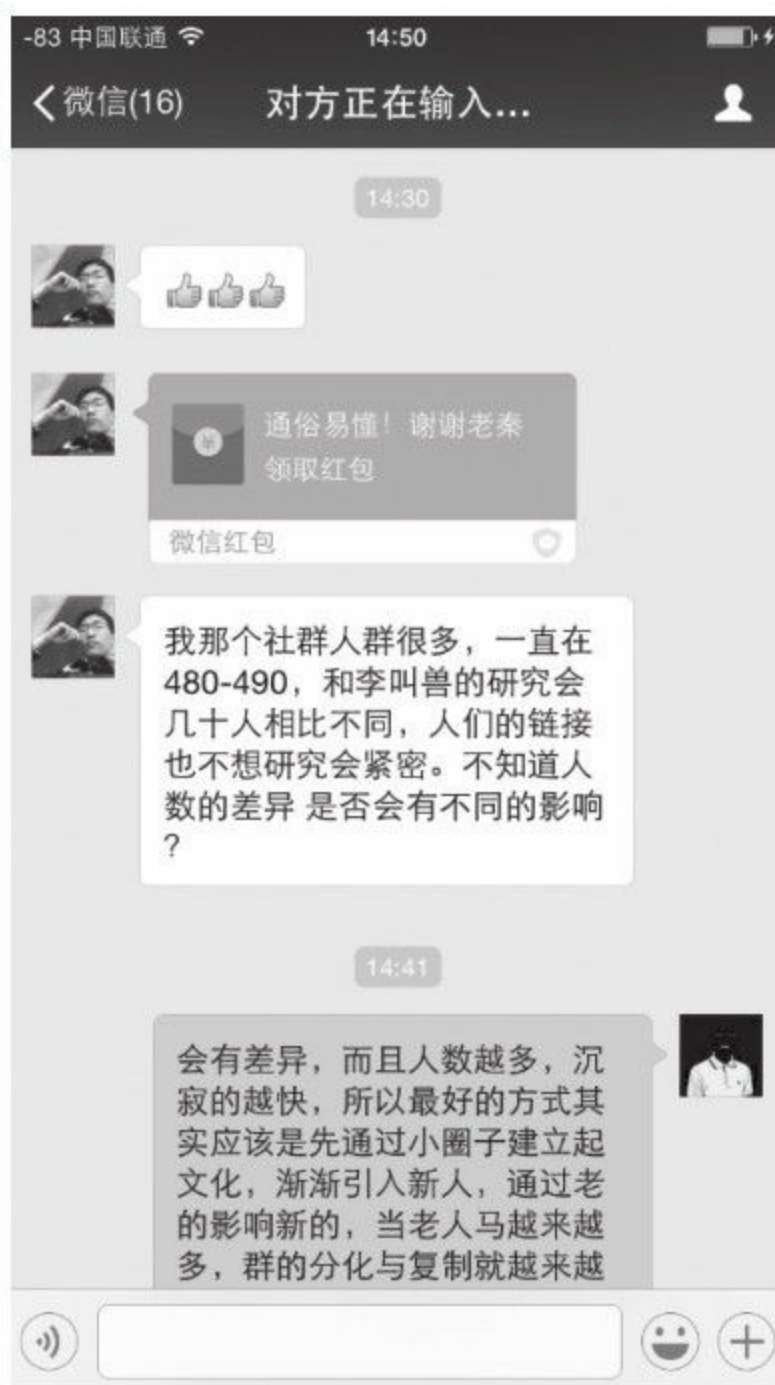 -83 中国联通 14:50
微信(16) 对方正在输入...
14:30
通俗易懂！谢谢老秦
领取红包
微信红包
我那个社群人群很多，一直在
480-490，和李叫兽的研究会
几十人相比不同，人们的链接
也不想研究会紧密。不知道人
数的差异 是否会有不同的影响
?
14:41
会有差异，而且人数越多，沉
寂的越快，所以最好的方式其
实应该是先通过小圈子建立起
文化，渐渐引入新人，通过老
的影响新的，当老人马越来越
多，群的分化与复制就越来越